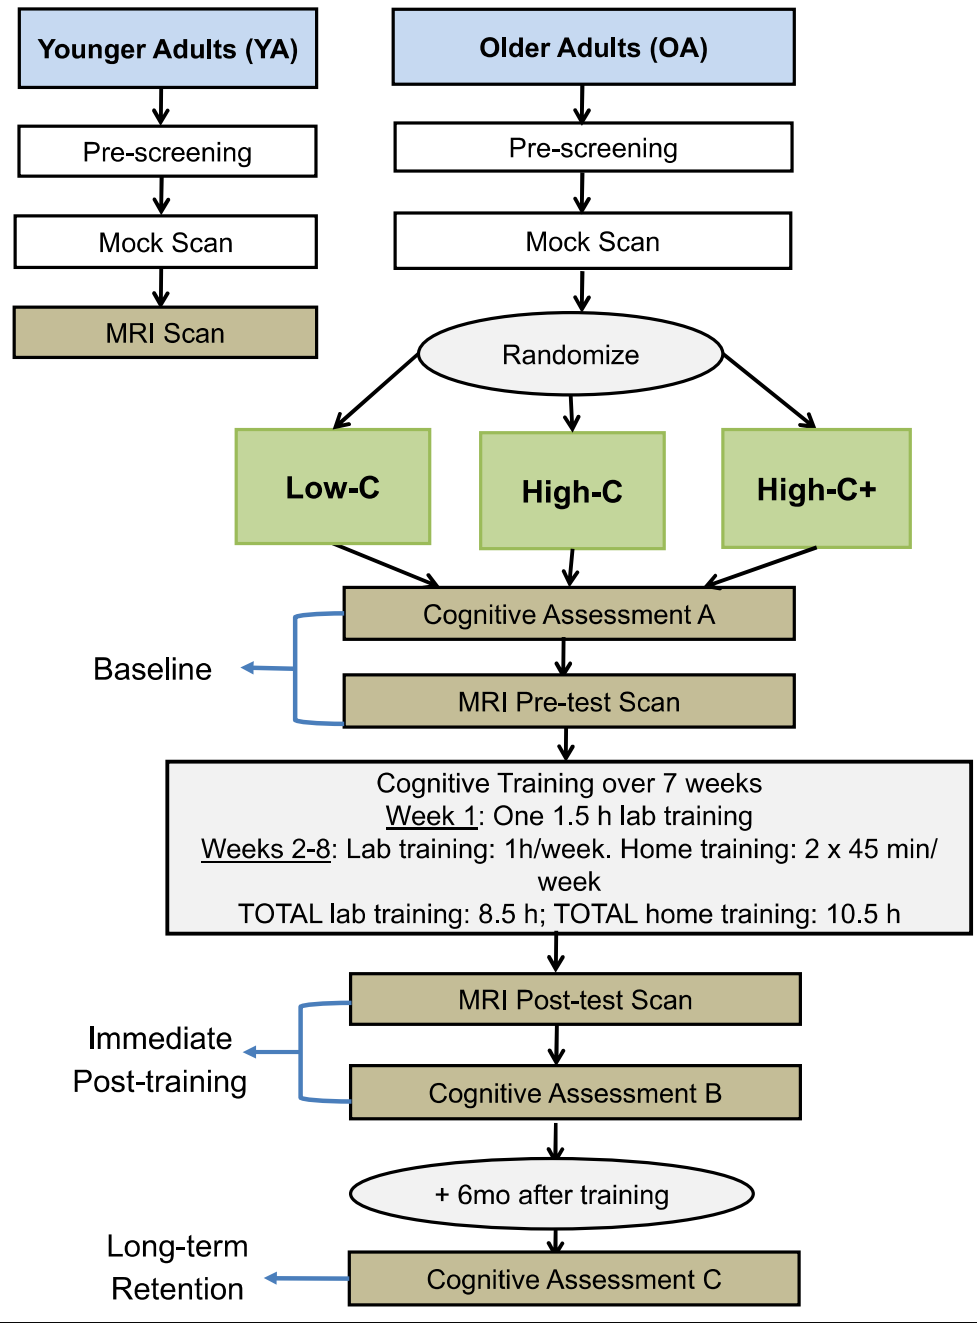 Younger Adults (YA)
Older Adults (OA)
Pre-screening
Pre-screening
Mock Scan
Mock Scan
MRI Scan
Randomize
Low-C
High-C
High-C+
Cognitive Assessment A
Baseline
MRI Pre-test Scan
Cognitive Training over 7 weeks
Week 1: One 1.5 h lab training
Weeks 2-8: Lab training: 1h/week. Home training: 2 x 45 min/
week
TOTAL lab training: 8.5 h; TOTAL home training: 10.5 h
MRI Post-test Scan
Immediate
Post-training
Cognitive Assessment B
+ 6mo after training
Long-term
Retention
Cognitive Assessment C